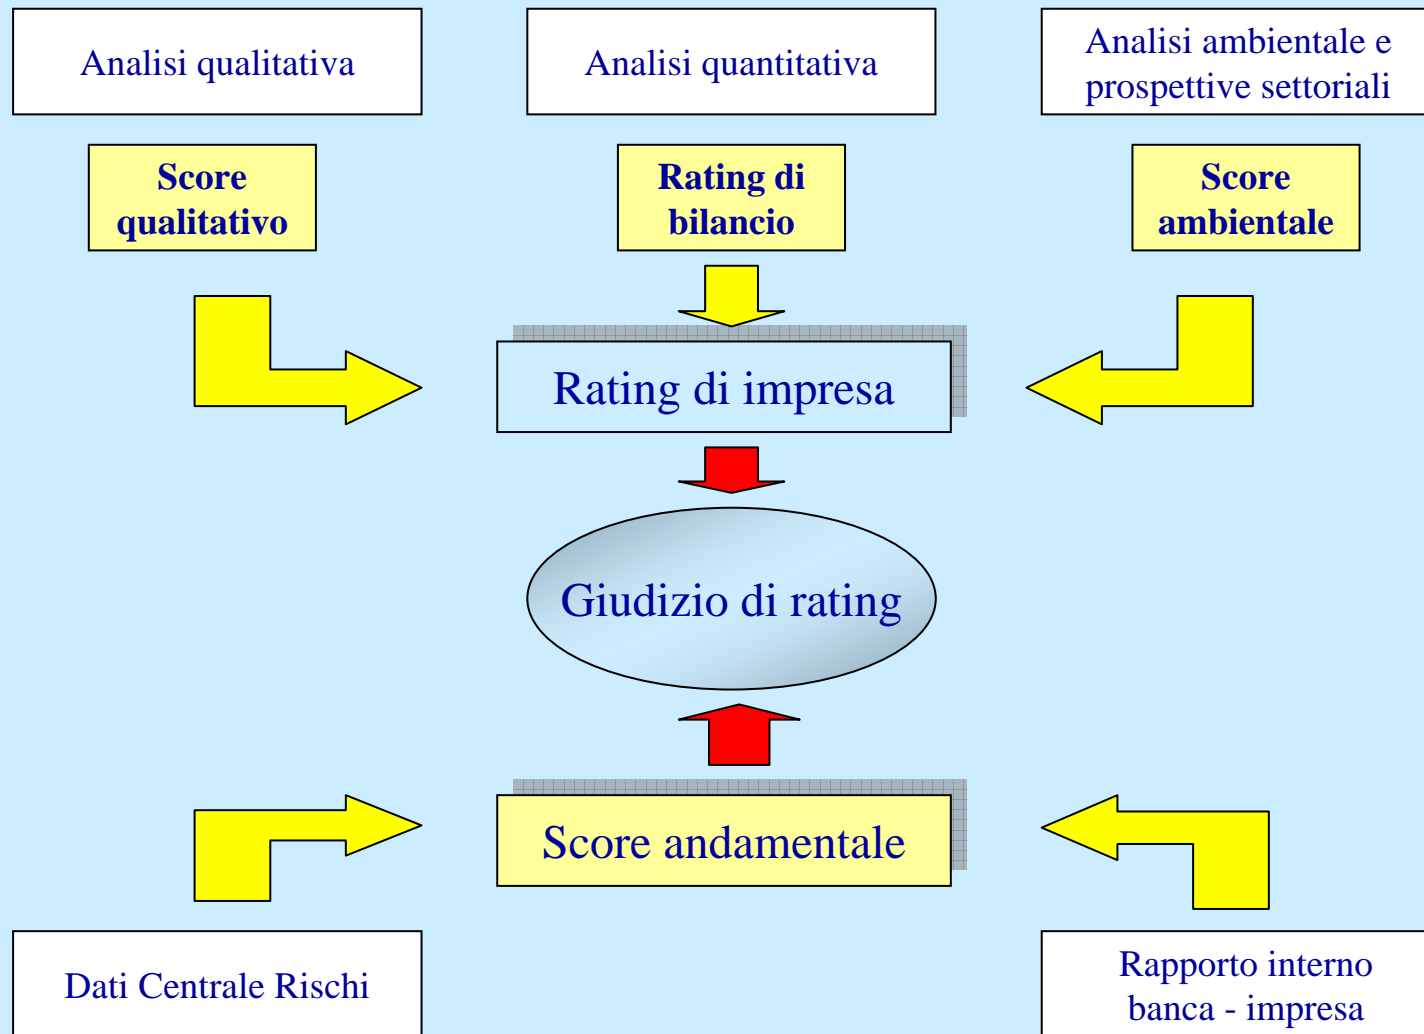 Analisi qualitativa
Analisi quantitativa
Analisi ambientale e
prospettive settoriali
Score
qualitativo
Rating di
bilancio
Score
ambientale
Rating di impresa
Giudizio di rating
Score andamentale
Dati Centrale Rischi
Rapporto interno
banca - impresa